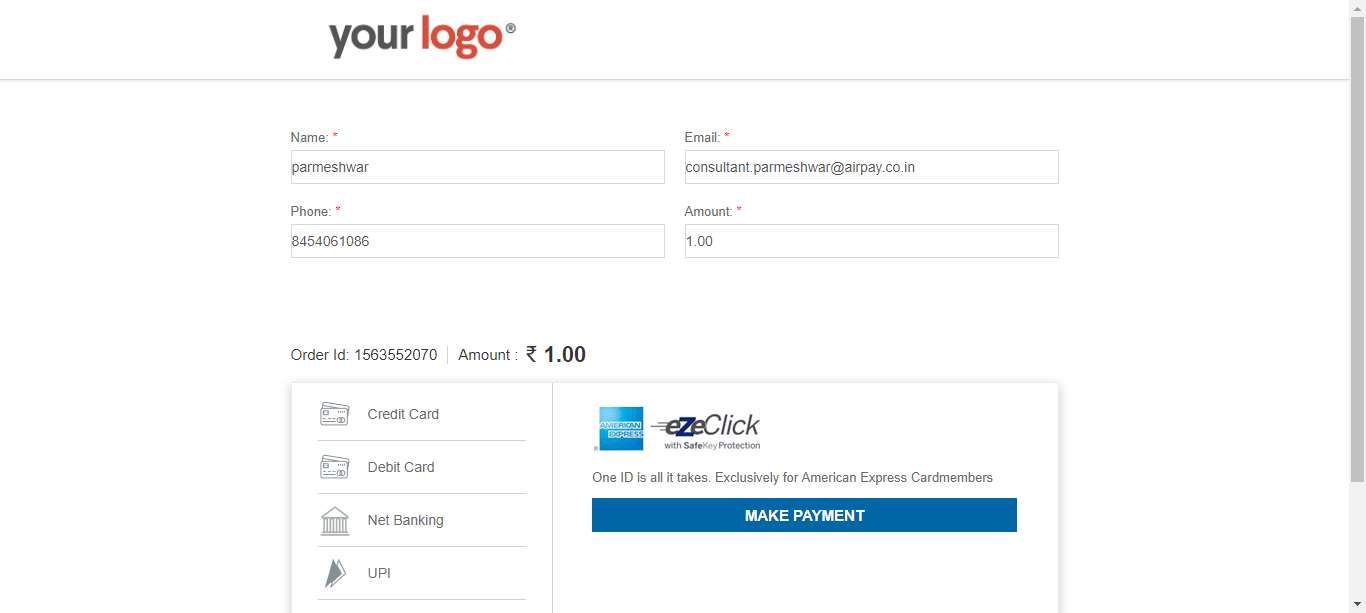 your logo®
Name: * Email: *
parmeshwar consultant.parmeshwar@airpay.co.in
Phone: * Amount: *
8454061086 1.00
Order Id: 1563552070 Amount : ₹ 1.00
Credit Card
Debit Card
Net Banking
UPI
AMERICAN
EXPRESS
®
eZeClick
with SafeKey Protection
One ID is all it takes. Exclusively for American Express Cardmembers
MAKE PAYMENT